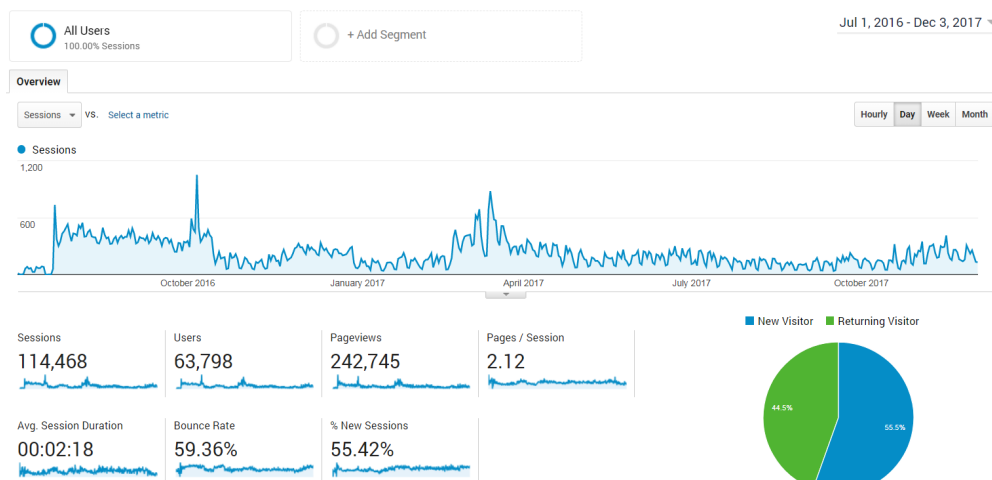 All Users
100.00% Sessions
+ Add Segment
Jul 1, 2016 - Dec 3, 2017
Overview
Sessions VS. Select a metric
Hourly Day Week Month
Sessions
1,200
600
October 2016 January 2017 April 2017 July 2017 October 2017
New Visitor Returning Visitor
Sessions Users Pageviews Pages / Session
114,468 63,798 242,745 2.12
44.5%
55.5%
Avg. Session Duration Bounce Rate % New Sessions
00:02:18 59.36% 55.42%